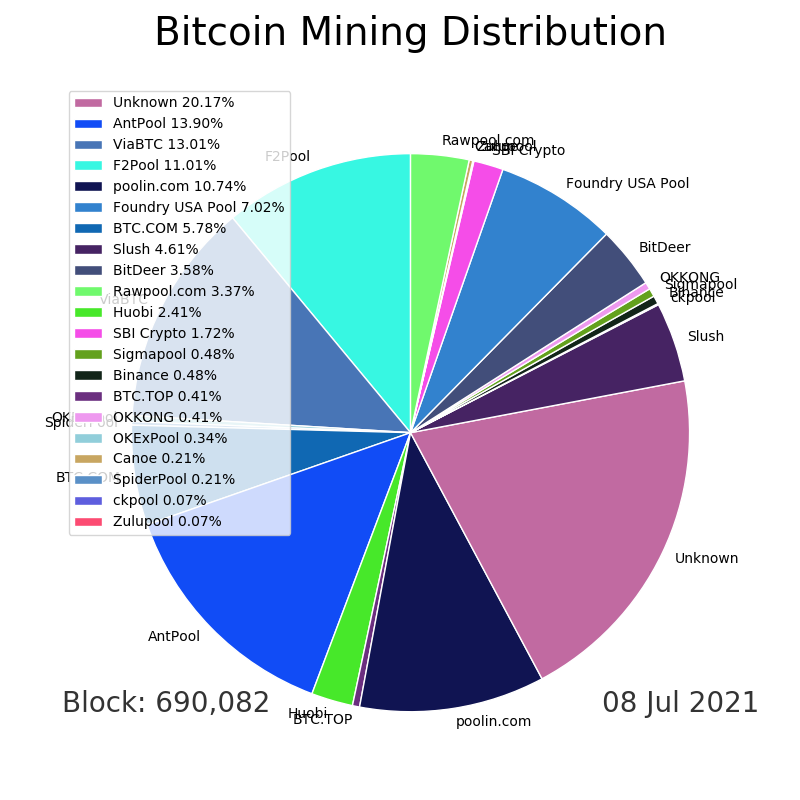 Bitcoin Mining Distribution
Unknown 20.17%
AntPool 13.90%
ViaBTC 13.01%
F2Pool 11.01%
poolin.com 10.74%
Foundry USA Pool 7.02%
BTC.COM 5.78%
Slush 4.61%
BitDeer 3.58%
Rawpool.com 3.37%
Huobi 2.41%
SBI Crypto 1.72%
Sigmapool 0.48%
Binance 0.48%
BTC.TOP 0.41%
OKKONG 0.41%
OKExPool 0.34%
Canoe 0.21%
SpiderPool 0.21%
ckpool 0.07%
Zulupool 0.07%
F2Pool
Rawpool.com
SBI Crypto
Foundry USA Pool
BitDeer
OKKONG
Sigmapool
Binance
ckpool
Slush
ViaBTC
SpiderPool
BTC.COM
Unknown
AntPool
Huobi
BTC.TOP
poolin.com
Block: 690,082
08 Jul 2021